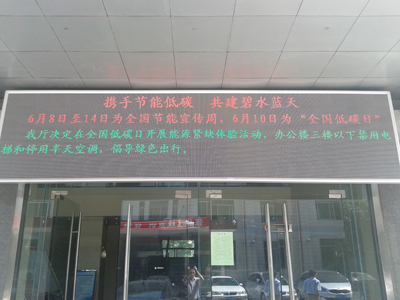 携手节能低碳 共建碧水蓝天
6月8日至14日为全国节能宣传周，6月10日为“全国低碳日”
我厅决定在全国低碳日开展能源紧缺体验活动，办公楼三楼以下禁用电
梯和停用半天空调，倡导绿色出行。